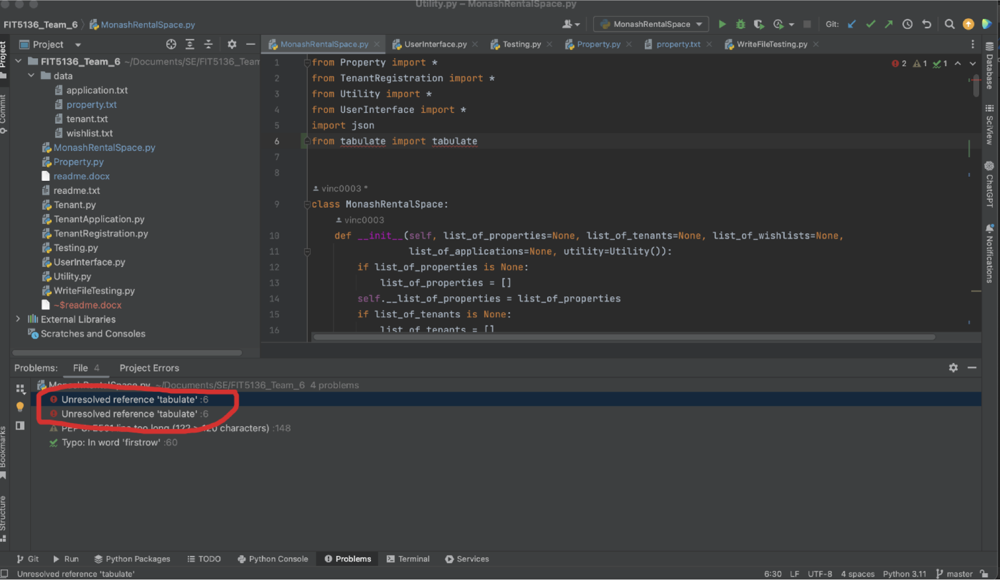 Utility.py – MonashRentalSpace.py
FIT5136_Team_6
MonashRentalSpace.py
MonashRentalSpace
Git:
Project
MonashRentalSpace.py
UserInterface.py
Testing.py
Property.py
property.txt
WriteFileTesting.py
Project
Commit
Bookmarks
Structure
FIT5136_Team_6 ~/Documents/SE/FIT5136_Team
data
application.txt
property.txt
tenant.txt
wishlist.txt
MonashRentalSpace.py
Property.py
readme.docx
readme.txt
Tenant.py
TenantApplication.py
TenantRegistration.py
Testing.py
UserInterface.py
Utility.py
WriteFileTesting.py
~$readme.docx
External Libraries
Scratches and Consoles
1 from Property import *
2 from TenantRegistration import *
3 from Utility import *
4 from UserInterface import *
5 import json
6 from tabulate import tabulate
7
8
vinc0003 *
9 class MonashRentalSpace:
vinc0003
10 def __init__(self, list_of_properties=None, list_of_tenants=None, list_of_wishlists=None,
11 list_of_applications=None, utility=Utility()):
12 if list_of_properties is None:
13 list_of_properties = []
14 self.__list_of_properties = list_of_properties
15 if list_of_tenants is None:
16 list_of_tenants = []
2 1 1
Database
SciView
ChatGPT
Notifications
Problems: File 4 Project Errors
MonashRentalSpace.py ~/Documents/SE/FIT5136_Team_6 4 problems
Unresolved reference 'tabulate' :6
Unresolved reference 'tabulate' :6
PEP 8: E501 line too long (122 > 120 characters) :148
Typo: In word 'firstrow' :60
Git
Run
Python Packages
TODO
Python Console
Problems
Terminal
Services
Unresolved reference 'tabulate'
6:30 LF UTF-8 4 spaces Python 3.11 master